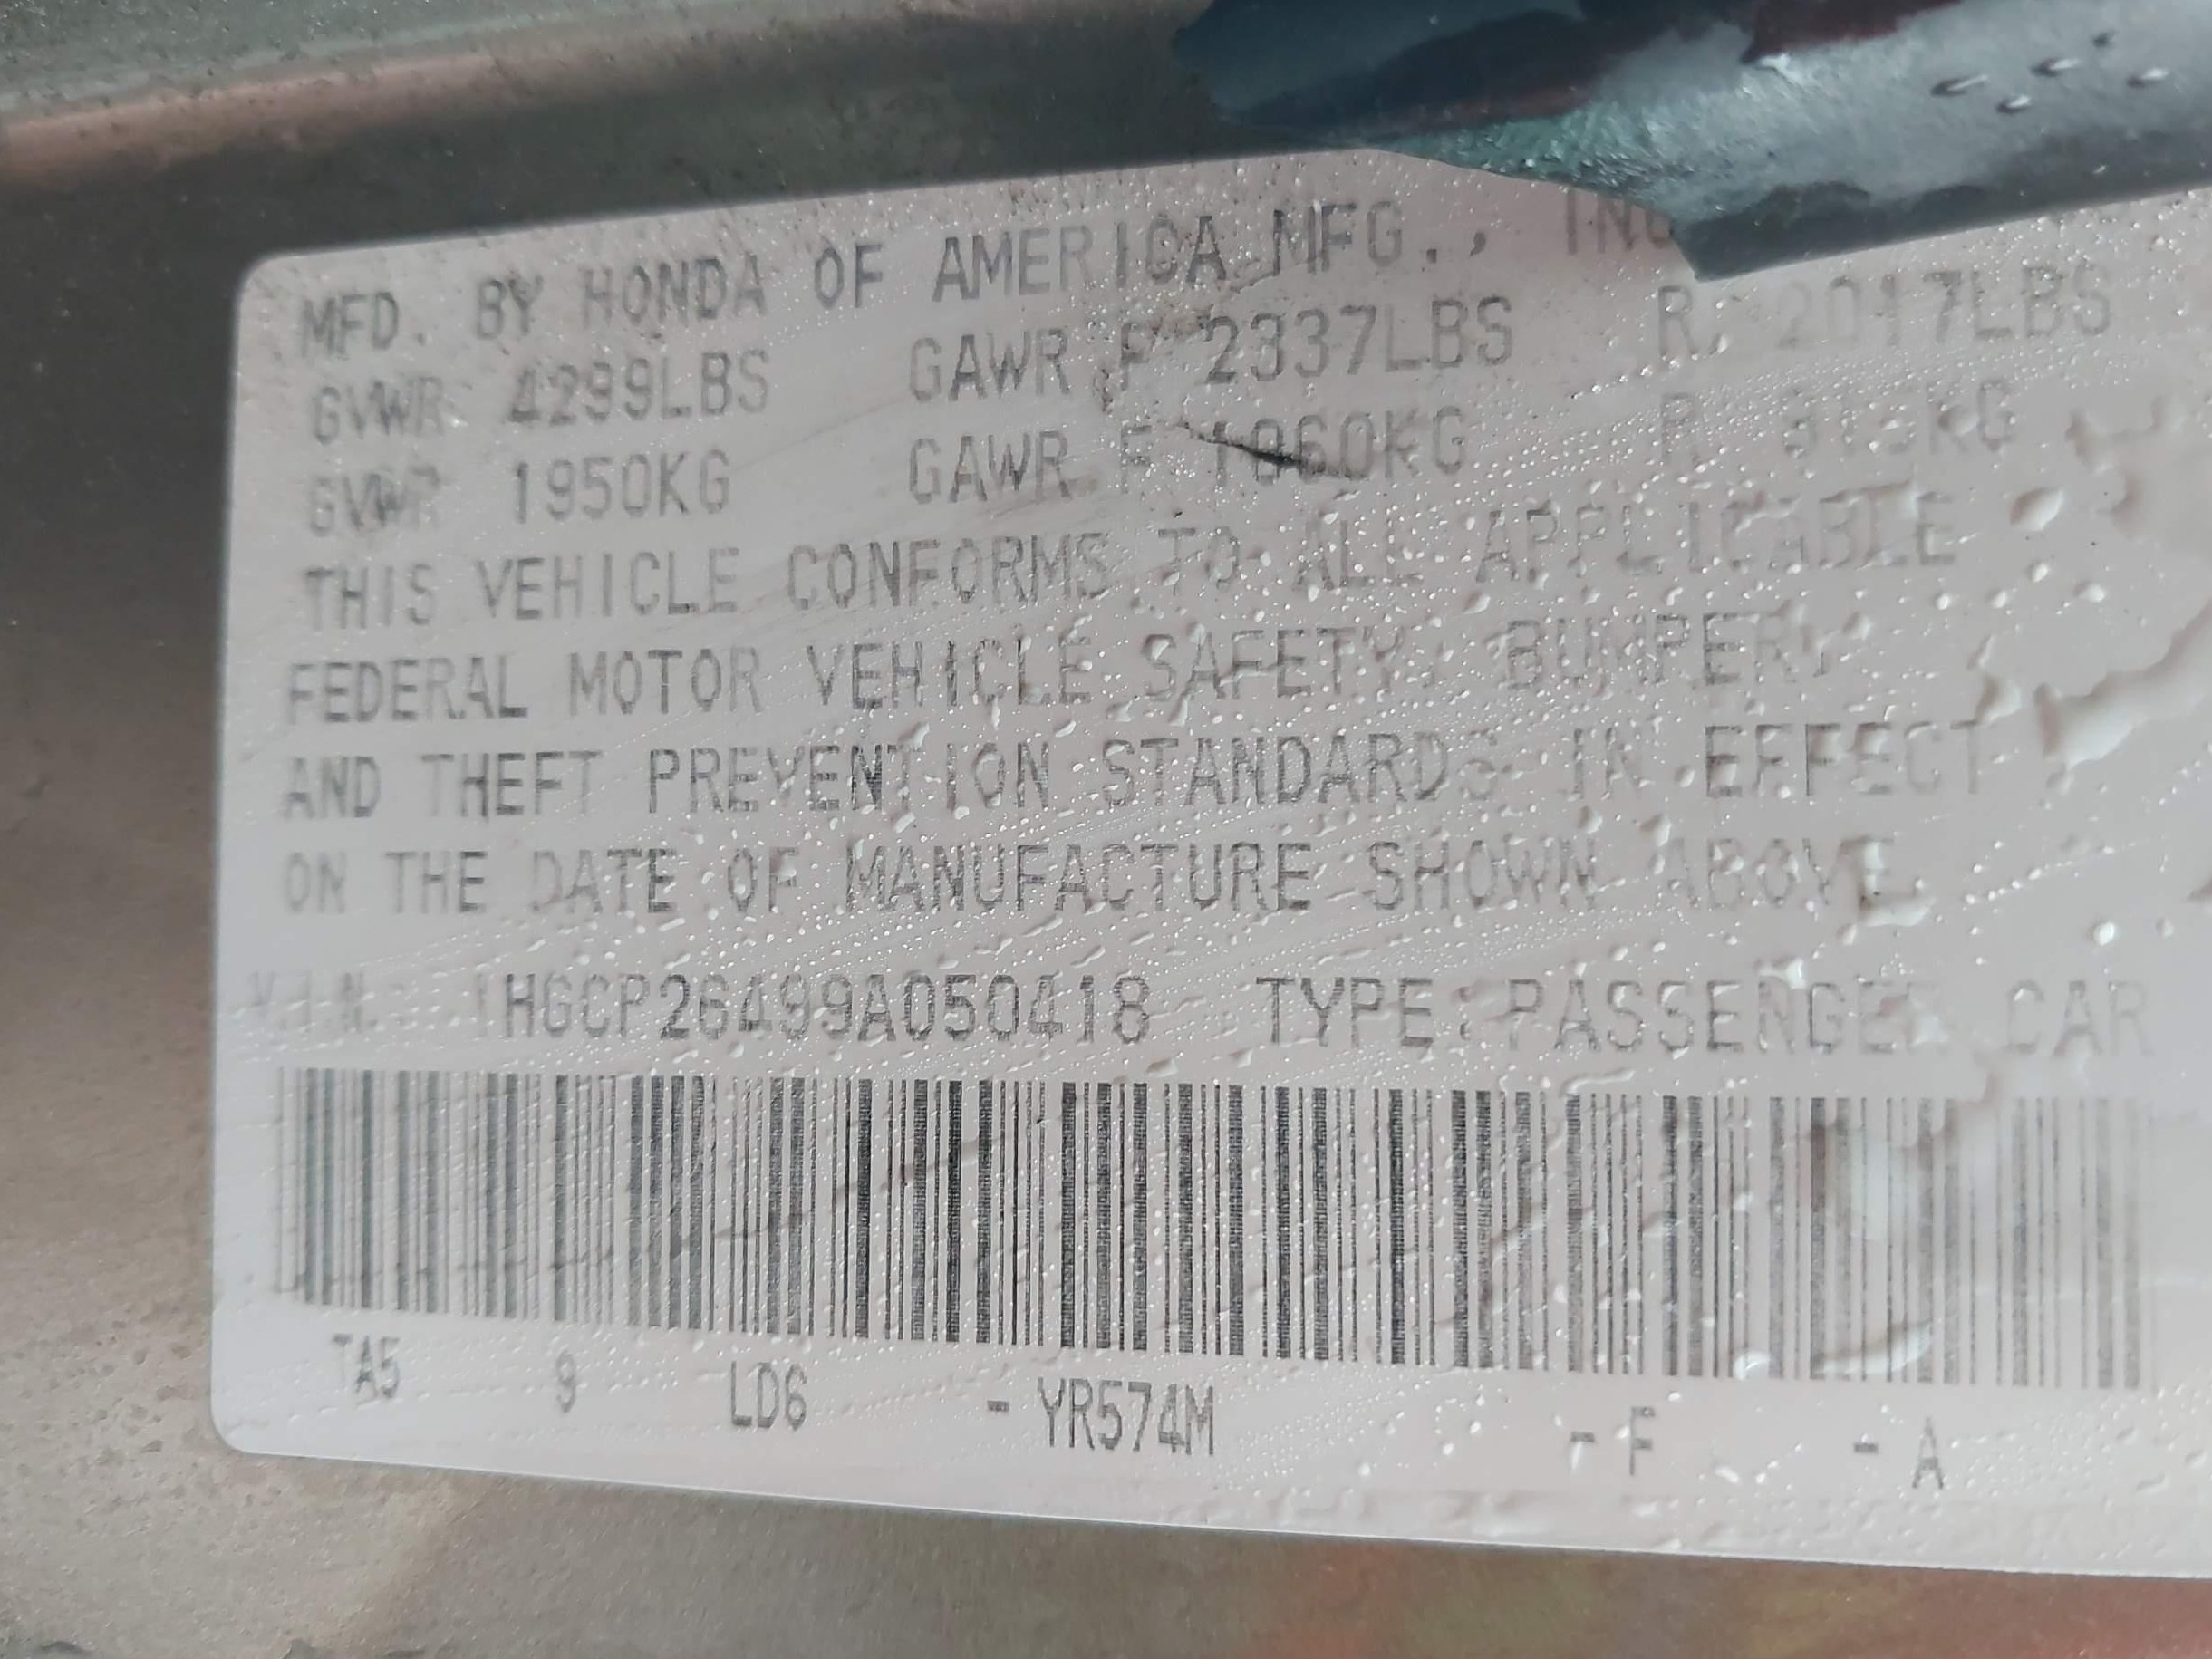 MFD. BY HONDA OF AMERICA MFG., INC
GVWR 4299LBS GAWR F 2337LBS R 2017LBS
GVWR 1950KG GAWR F 1060KG R
THIS VEHICLE CONFORMS TO ALL APPLICABLE
FEDERAL MOTOR VEHICLE SAFETY, BUMPER,
AND THEFT PREVENTION STANDARDS IN EFFECT
ON THE DATE OF MANUFACTURE SHOWN ABOVE
V.I.N.: 1HGCP26499A050418 TYPE:PASSENGER CAR
TA5 9 LD6 - YR574M - F - A